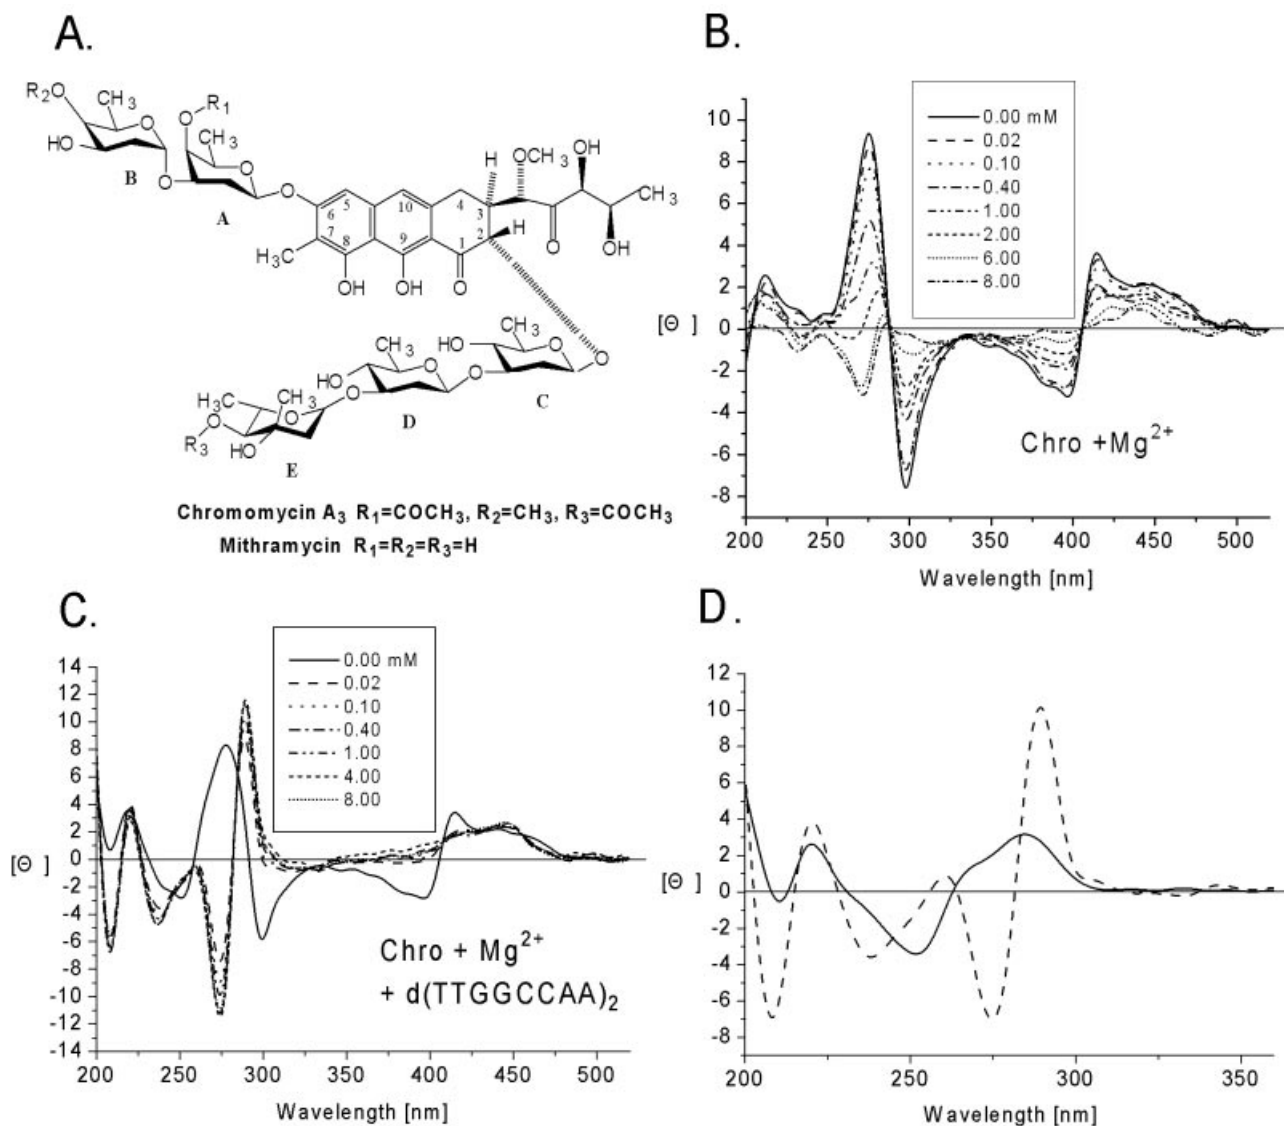 A.
R₂
O
CH₃
O
R₁
O
HO
O
CH₃
O
B
O
A
O
6
5
10
4
3
2
1
7
8
9
H
OCH₃
OH
CH₃
H
O
OH
H₃C
OH
OH
O
CH₃
HO
CH₃
O
O
HO
O
O
C
H₃C
CH₃
O
O
D
O
R₃
HO
E
Chromomycin A₃ R₁=COCH₃, R₂=CH₃, R₃=COCH₃
Mithramycin R₁=R₂=R₃=H
B.
0.00 mM
0.02
0.10
0.40
1.00
2.00
6.00
8.00
10
8
6
4
2
0
-2
-4
-6
-8
[Θ ]
Chro +Mg²⁺
200 250 300 350 400 450 500
Wavelength [nm]
C.
0.00 mM
0.02
0.10
0.40
1.00
4.00
8.00
14
12
10
8
6
4
2
0
-2
-4
-6
-8
-10
-12
-14
[Θ ]
Chro + Mg²⁺
+ d(TTGGCCAA)₂
200 250 300 350 400 450 500
Wavelength [nm]
D.
12
10
8
6
4
2
0
-2
-4
-6
-8
[Θ ]
200 250 300 350
Wavelength [nm]